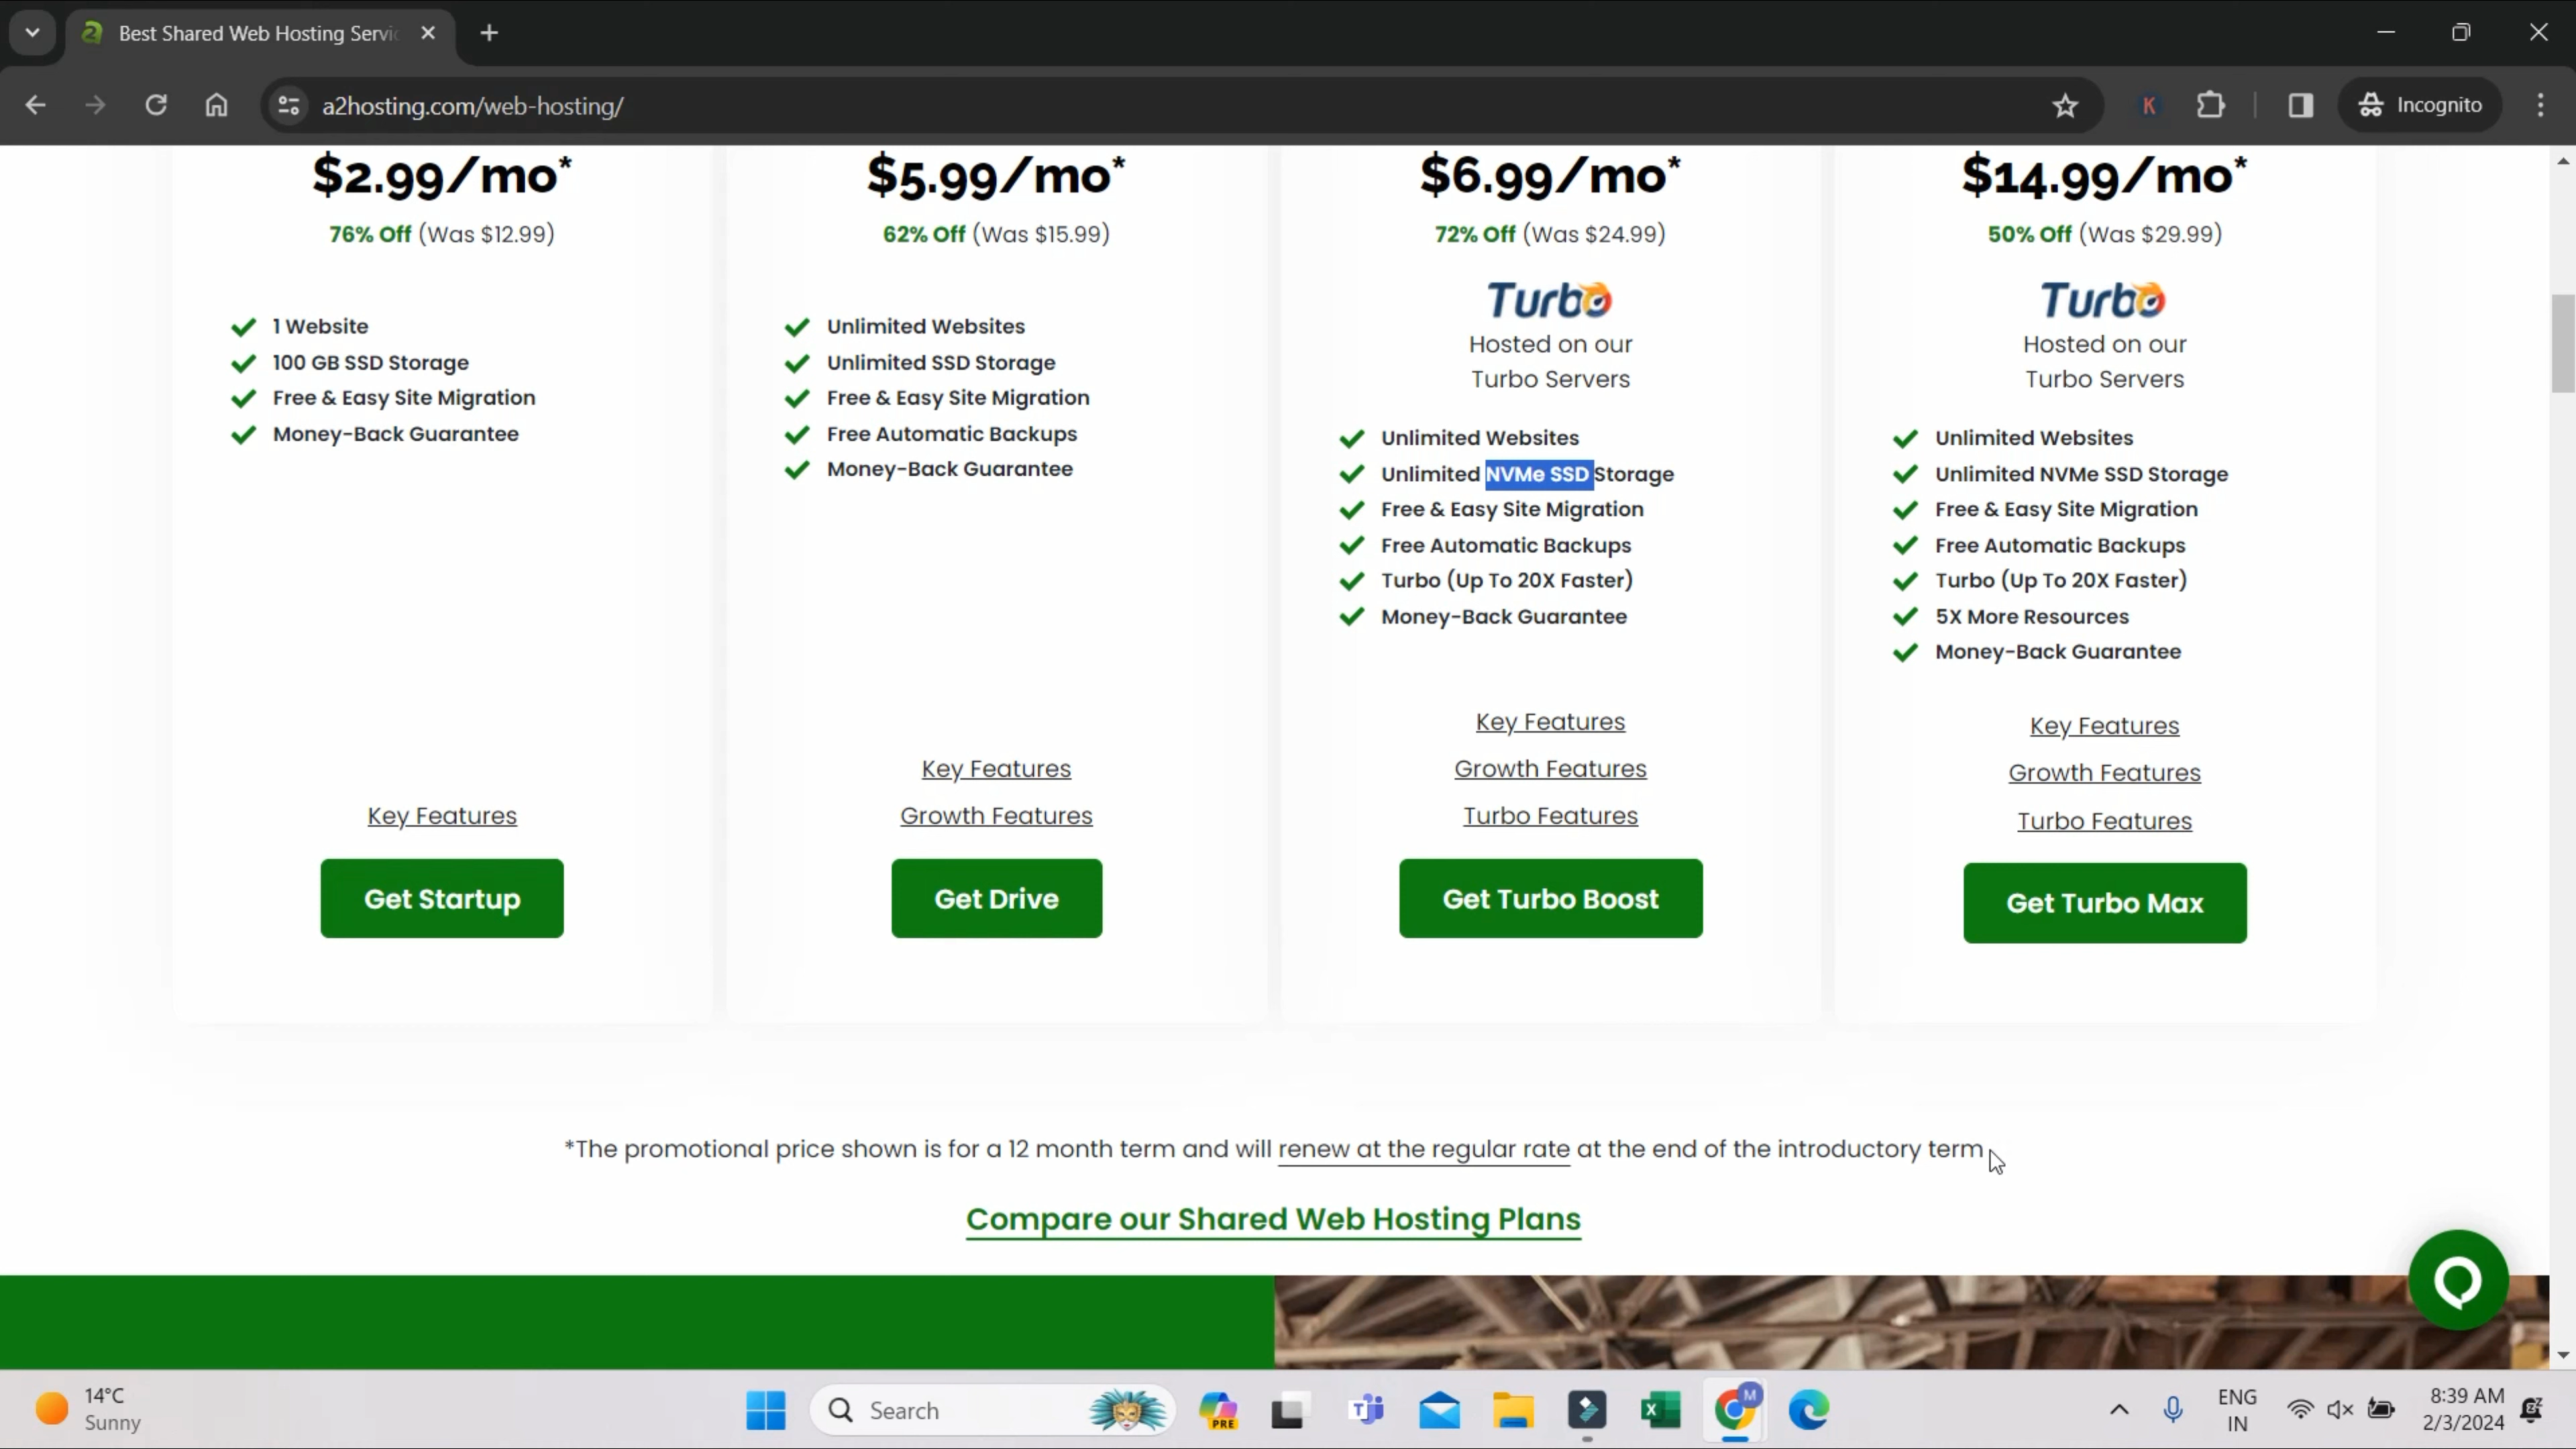 Best Shared Web Hosting Servi
a2hosting.com/web-hosting/
K
Incognito
$2.99/mo*
76% Off (Was $12.99)
1 Website
100 GB SSD Storage
Free & Easy Site Migration
Money-Back Guarantee
Key Features
Get Startup
$5.99/mo*
62% Off (Was $15.99)
Unlimited Websites
Unlimited SSD Storage
Free & Easy Site Migration
Free Automatic Backups
Money-Back Guarantee
Key Features
Growth Features
Get Drive
$6.99/mo*
72% Off (Was $24.99)
Turbo
Hosted on our
Turbo Servers
Unlimited Websites
Unlimited NVMe SSD Storage
Free & Easy Site Migration
Free Automatic Backups
Turbo (Up To 20X Faster)
Money-Back Guarantee
Key Features
Growth Features
Turbo Features
Get Turbo Boost
$14.99/mo*
50% Off (Was $29.99)
Turbo
Hosted on our
Turbo Servers
Unlimited Websites
Unlimited NVMe SSD Storage
Free & Easy Site Migration
Free Automatic Backups
Turbo (Up To 20X Faster)
5X More Resources
Money-Back Guarantee
Key Features
Growth Features
Turbo Features
Get Turbo Max
*The promotional price shown is for a 12 month term and will renew at the regular rate at the end of the introductory term
Compare our Shared Web Hosting Plans
14°C
Sunny
Search
PRE
M
ENG
IN
8:39 AM
2/3/2024